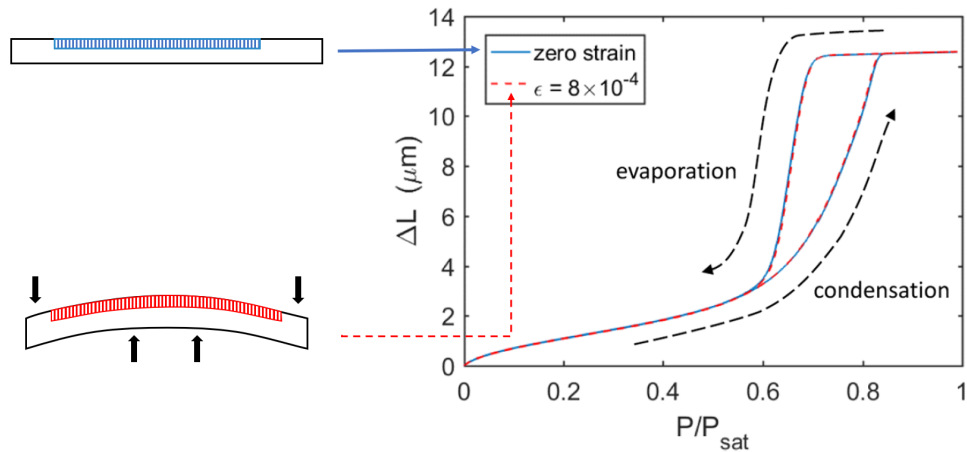 14
12
10
8
6
4
2
0
ΔL (μm)
zero strain
ϵ = 8×10⁻⁴
evaporation
condensation
0 0.2 0.4 0.6 0.8 1
P/Pₛₐₜ